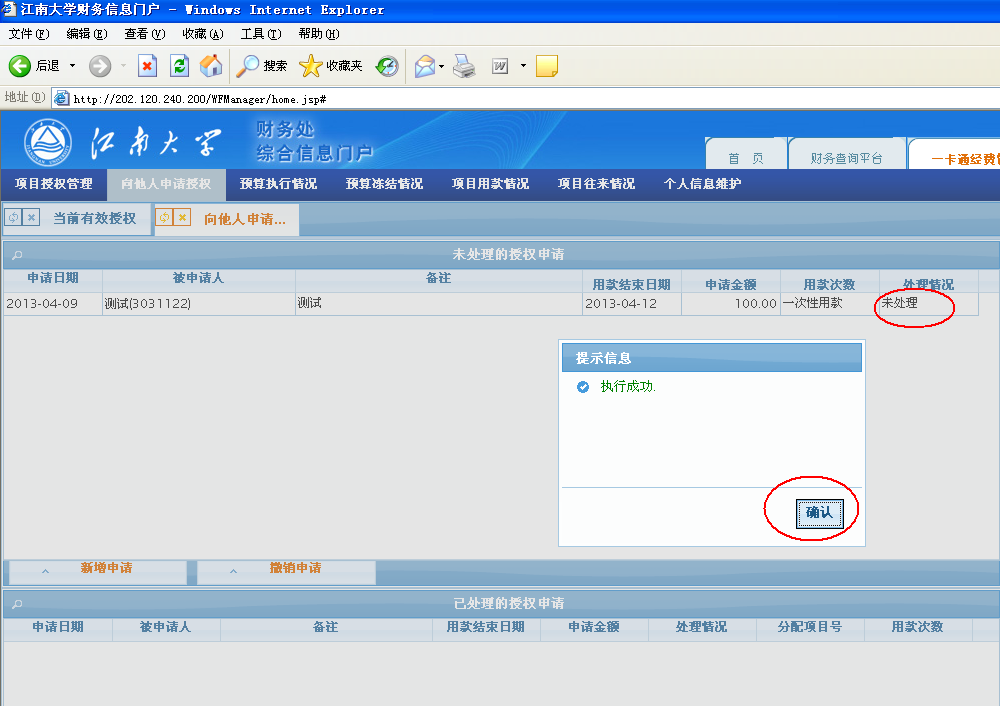 江南大学财务信息门户 - Windows Internet Explorer
文件(F) 编辑(E) 查看(V) 收藏(A) 工具(T) 帮助(H)
后退 搜索 收藏夹
地址(D) http://202.120.240.200/WFManager/home.jsp#
江南大学 财务处
综合信息门户
首 页 财务查询平台 一卡通经费
项目授权管理 向他人申请授权 预算执行情况 预算冻结情况 项目用款情况 项目往来情况 个人信息维护
当前有效授权 向他人申请...
未处理的授权申请
申请日期 被申请人 备注 用款结束日期 申请金额 用款次数 处理情况
2013-04-09 测试(3031122) 测试 2013-04-12 100.00 一次性用款 未处理
提示信息
执行成功.
确认
新增申请 撤销申请
已处理的授权申请
申请日期 被申请人 备注 用款结束日期 申请金额 处理情况 分配项目号 用款次数